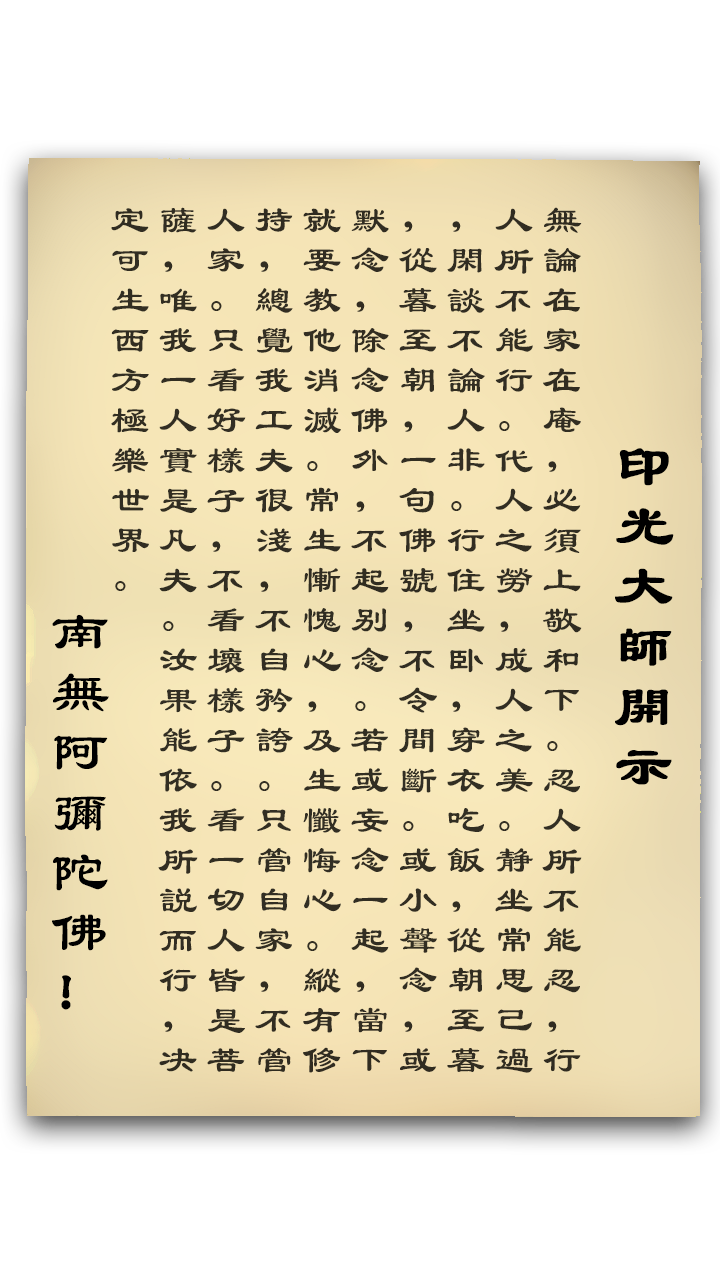 印光大師開示
無論在家在庵，必須上敬和下。忍人所不能忍，行
人所不能行。代人之勞，成人之美。静坐常思己過
，閑談不論人非。行住坐卧，穿衣吃飯，從朝至暮
，從暮至朝，一句佛號，不令間斷。或小聲念，或
默念，除念佛外，不起别念。若或妄念一起，當下
就要教他消滅。常生慚愧心，及生懺悔心。縱有修
持，總覺我工夫很淺，不自矜誇。只管自家，不管
人家。只看好樣子，不看壞樣子。看一切人皆是菩
薩，唯我一人實是凡夫。汝果能依我所説而行，决
定可生西方極樂世界。
南無阿彌陀佛！